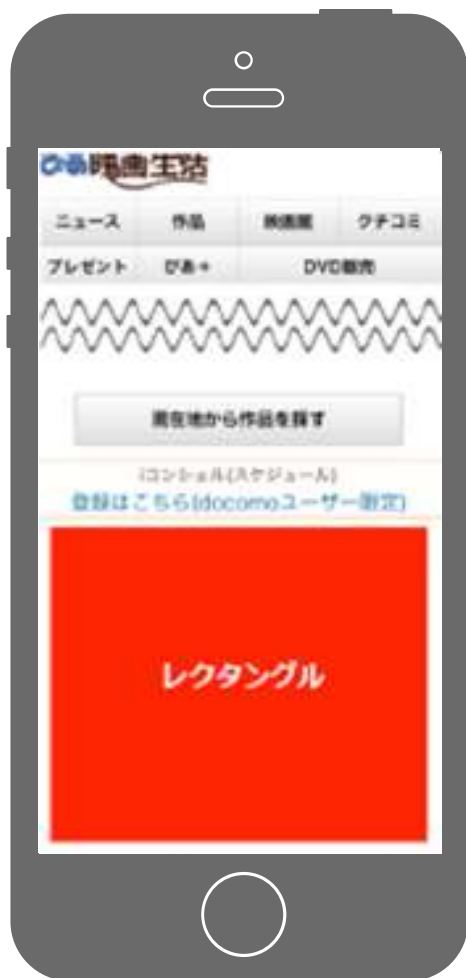 ぴあ映画生活
ニュース 作品 映画館 クチコミ
プレゼント ぴあ+ DVD販売
現在地から作品を探す
iコンシェル(スケジュール)
登録はこちら(docomoユーザー限定)
レクタングル